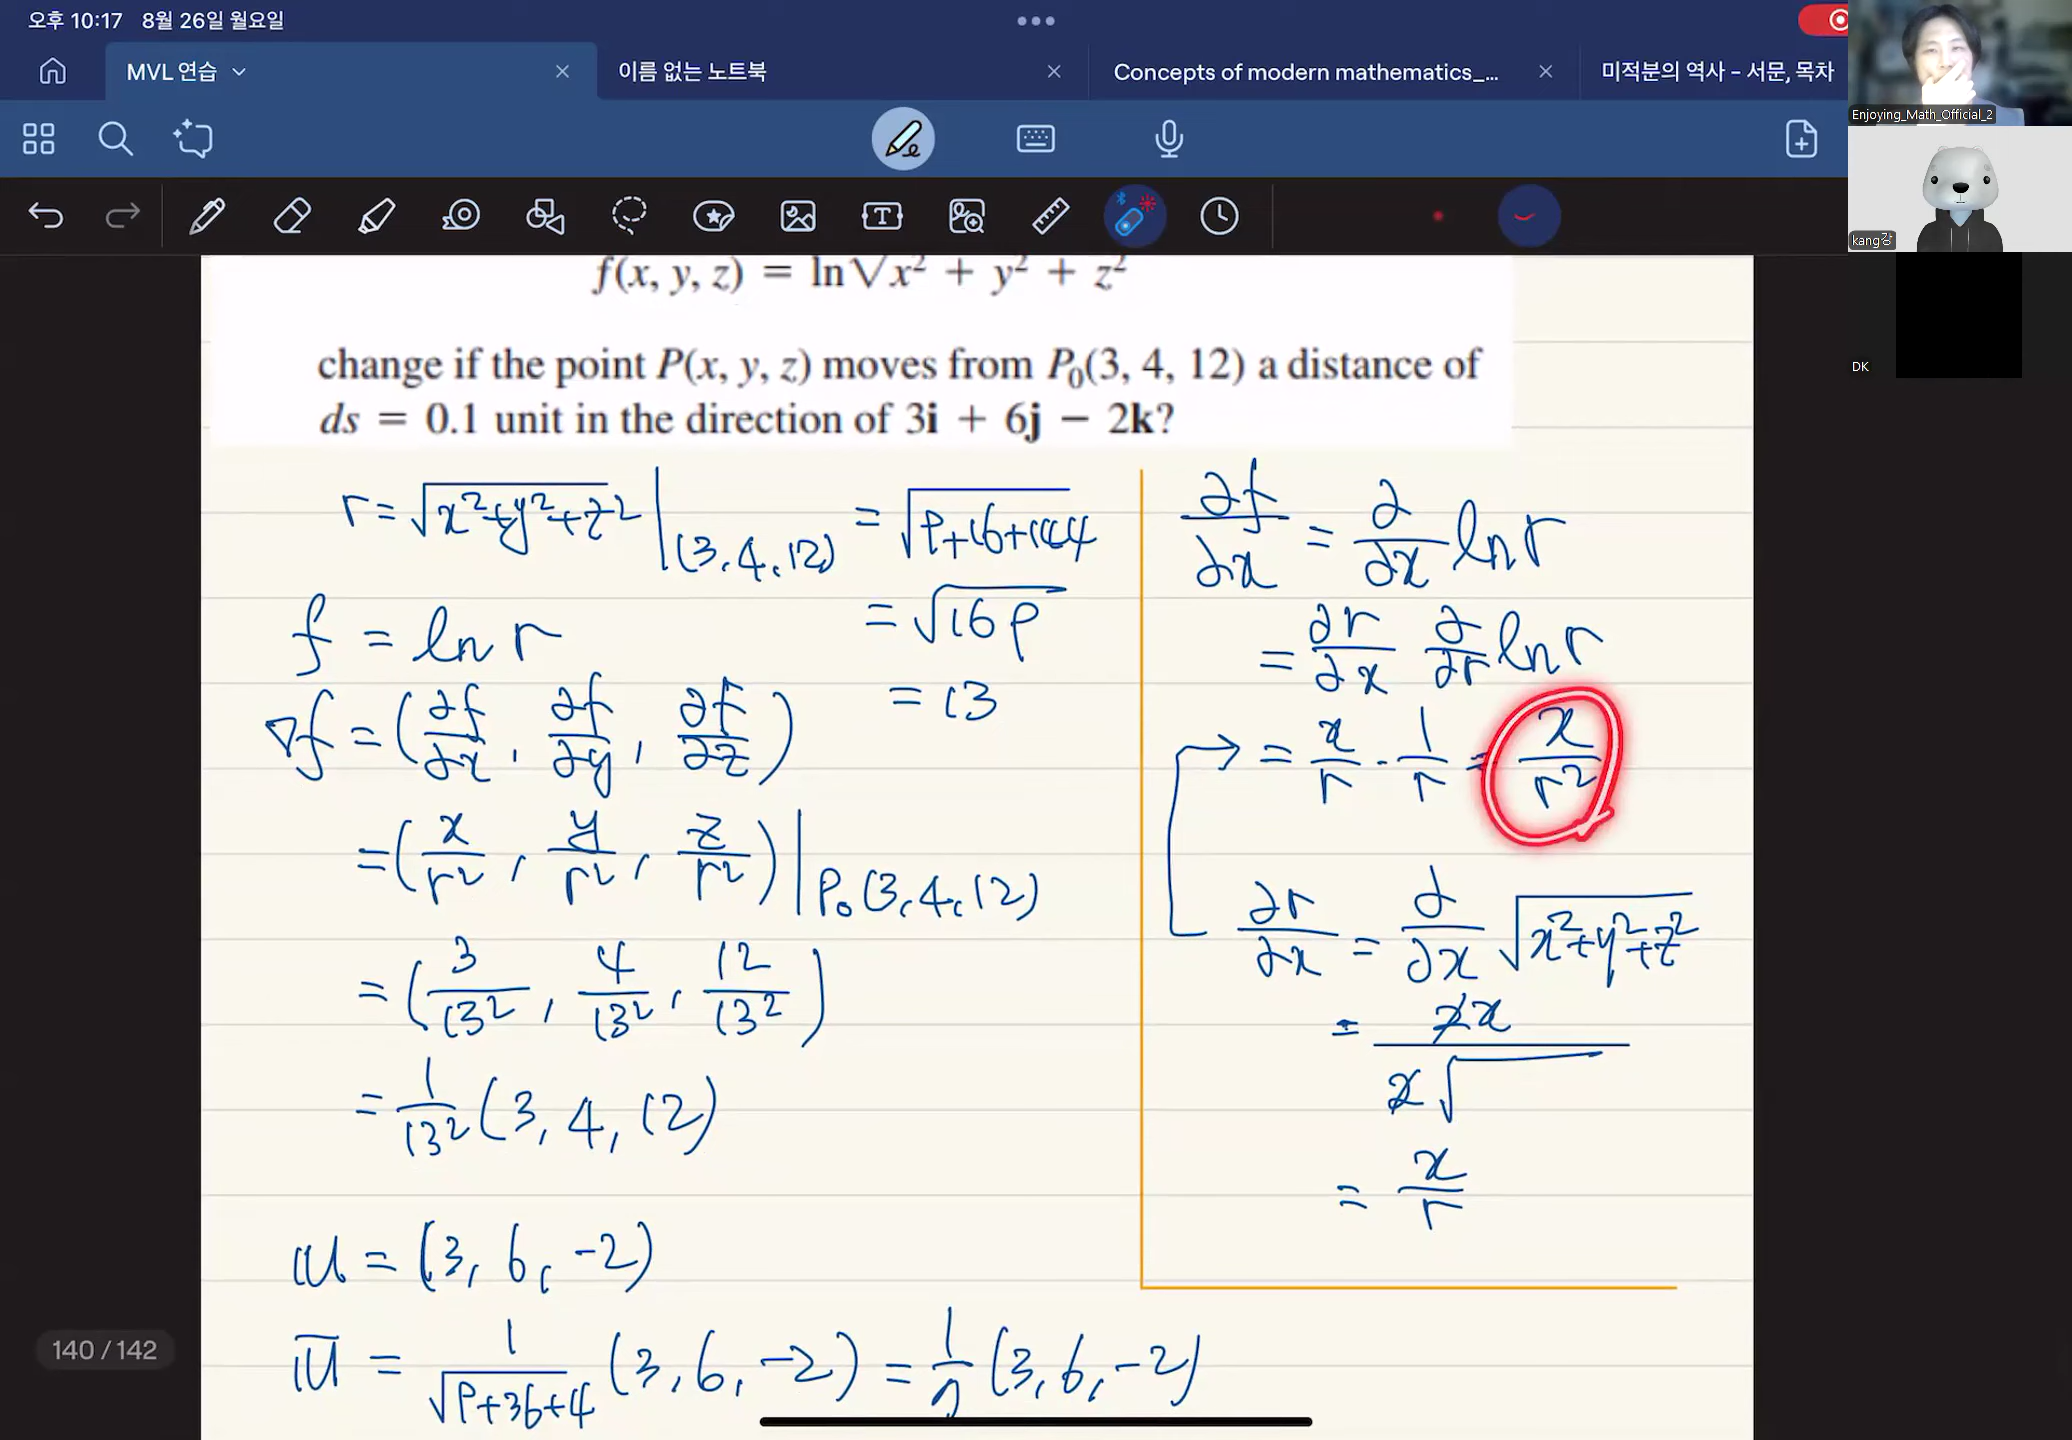 오후 10:17 8월 26일 월요일
MVL 연습
이름 없는 노트북
Concepts of modern mathematics_...
미적분의 역사 - 서문, 목차
Enjoying_Math_Official_2
kang강
DK
f(x, y, z) = ln√x² + y² + z²
change if the point P(x, y, z) moves from P₀(3, 4, 12) a distance of
ds = 0.1 unit in the direction of 3i + 6j − 2k?
r = √x²+y²+z² |(3,4,12) = √9+16+144
= √169
= 13
f = ln r
∇f = (∂f/∂x, ∂f/∂y, ∂f/∂z)
= (x/r², y/r², z/r²)|P₀(3,4,12)
= (3/13², 4/13², 12/13²)
= 1/13² (3, 4, 12)
u = (3, 6, -2)
ū = 1/√9+36+4 (3, 6, -2) = 1/7 (3, 6, -2)
∂f/∂x = ∂/∂x ln r
= ∂r/∂x ∂/∂r ln r
= x/r · 1/r = x/r²
∂r/∂x = ∂/∂x √x²+y²+z²
= 2x/2√
= x/r
140 / 142